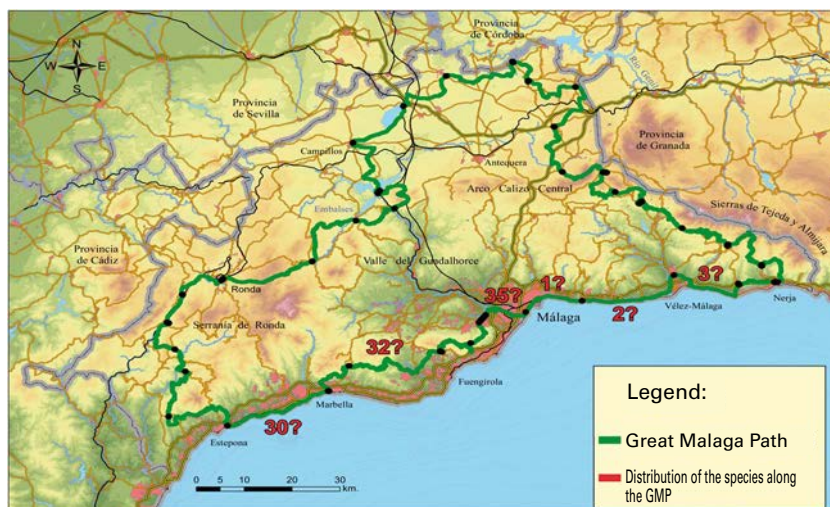 Provincia
de Córdoba
N
W E
S
Río Genil
Provincia
de Sevilla
Provincia
de Granada
Campillos
Antequera
Arco Calizo Central
Embalses
Sierras de Tejeda y Almijara
Provincia
de Cádiz
Valle del Guadalhorce
Ronda
35?
1?
3?
Málaga
2?
Vélez-Málaga
Nerja
Serranía de Ronda
32?
Fuengirola
Marbella
30?
Estepona
0 5 10 20 30
km.
Legend:
Great Malaga Path
Distribution of the species along
the GMP